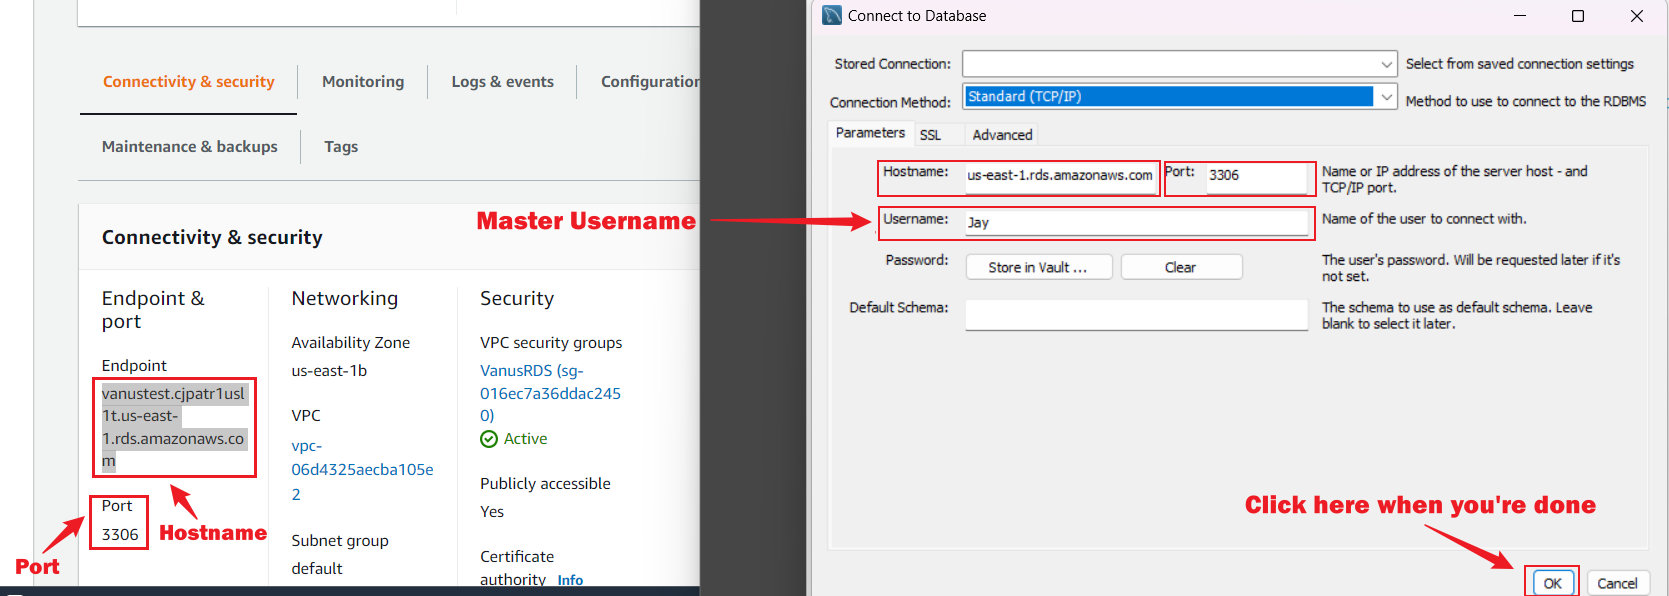 Connectivity & security
Monitoring
Logs & events
Configuration
Maintenance & backups
Tags
Connectivity & security
Endpoint &
port
Endpoint
vanustest.cjpatr1usl
1t.us-east-
1.rds.amazonaws.co
m
Port
3306
Networking
Availability Zone
us-east-1b
VPC
vpc-
06d4325aecba105e
2
Subnet group
default
Security
VPC security groups
VanusRDS (sg-
016ec7a36ddac245
0)
Active
Publicly accessible
Yes
Certificate
authority Info
Port
Hostname
Master Username
Connect to Database
Stored Connection:
Select from saved connection settings
Connection Method:
Standard (TCP/IP)
Method to use to connect to the RDBMS
Parameters
SSL
Advanced
Hostname:
us-east-1.rds.amazonaws.com
Port:
3306
Name or IP address of the server host - and
TCP/IP port.
Username:
Jay
Name of the user to connect with.
Password:
Store in Vault ...
Clear
The user's password. Will be requested later if it's
not set.
Default Schema:
The schema to use as default schema. Leave
blank to select it later.
Click here when you're done
OK
Cancel